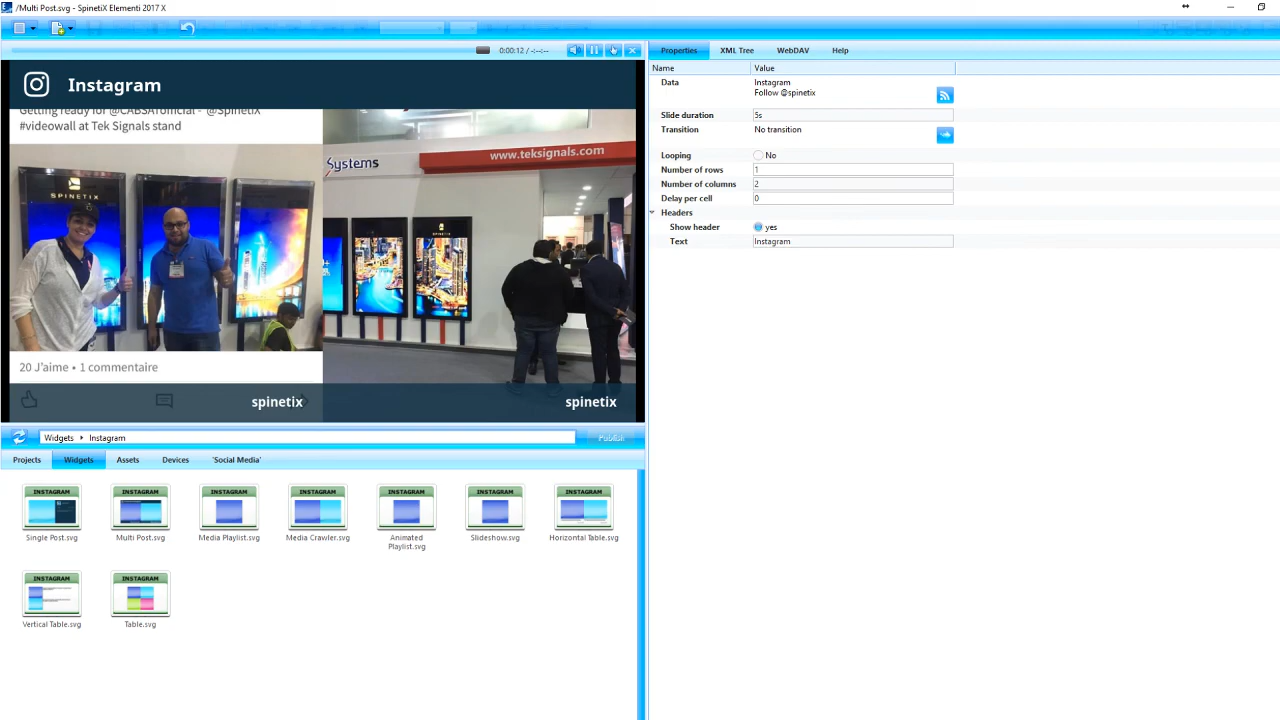 /Multi Post.svg - SpinetiX Elementi 2017 X
0:00:12 / -:--:--
Instagram
Getting ready for @CABSATofficial - @SpinetiX
#videowall at Tek Signals stand
SPINETIX
20 J'aime • 1 commentaire
spinetix
Systems
www.teksignals.com
spinetix
Widgets
Instagram
Publish
Projects
Widgets
Assets
Devices
'Social Media'
INSTAGRAM
Single Post.svg
INSTAGRAM
Multi Post.svg
INSTAGRAM
Media Playlist.svg
INSTAGRAM
Media Crawler.svg
INSTAGRAM
Animated
Playlist.svg
INSTAGRAM
Slideshow.svg
INSTAGRAM
Horizontal Table.svg
INSTAGRAM
Vertical Table.svg
INSTAGRAM
Table.svg
Properties
XML Tree
WebDAV
Help
Name
Value
Data
Instagram
Follow @spinetix
Slide duration
5s
Transition
No transition
Looping
No
Number of rows
1
Number of columns
2
Delay per cell
0
Headers
Show header
yes
Text
Instagram